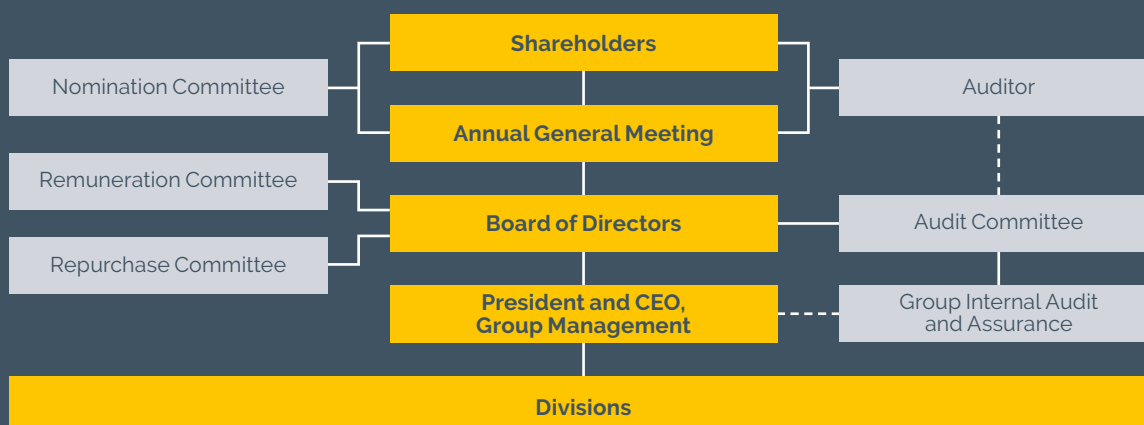 Shareholders
Nomination Committee
Auditor
Annual General Meeting
Remuneration Committee
Board of Directors
Audit Committee
Repurchase Committee
President and CEO,
Group Management
Group Internal Audit
and Assurance
Divisions